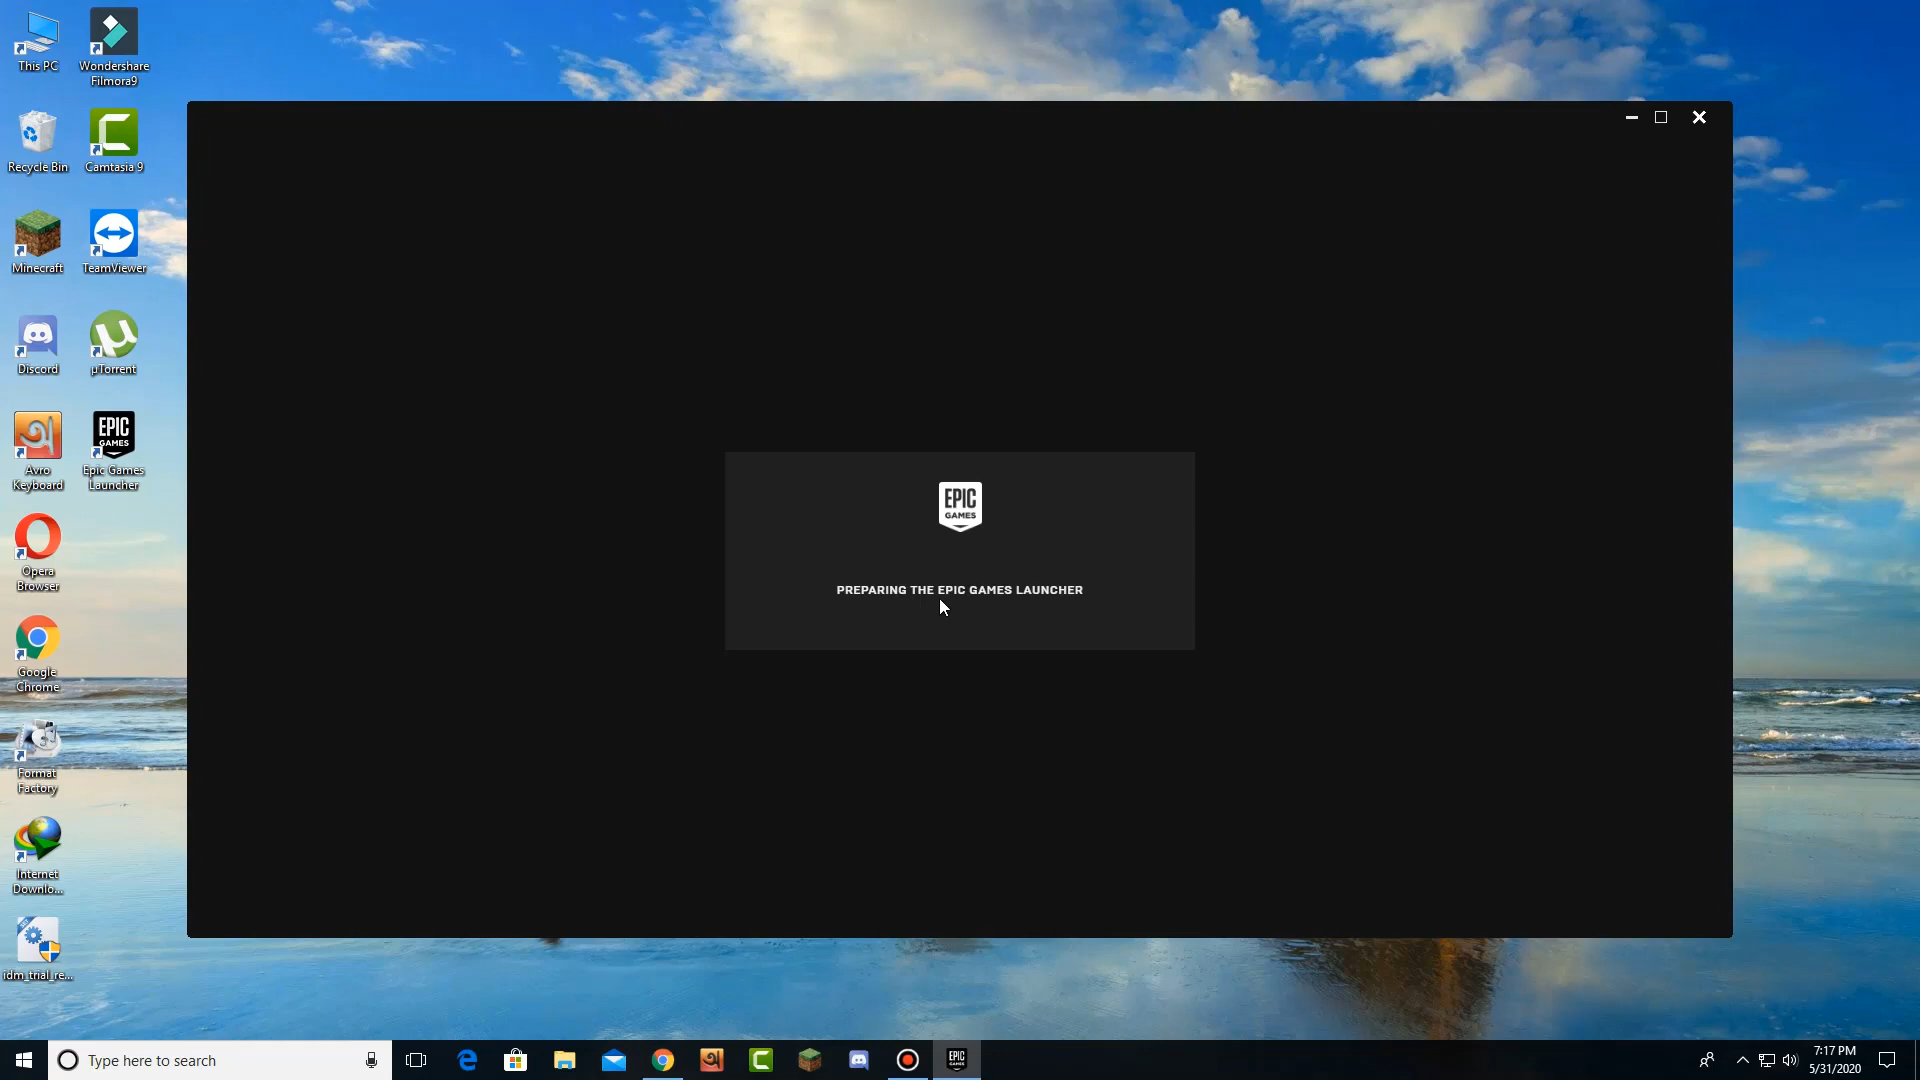 This PC
Wondershare
Filmora9
Recycle Bin
Camtasia 9
Minecraft
TeamViewer
Discord
µTorrent
Avro
Keyboard
EPIC
GAMES
Epic Games
Launcher
Opera
Browser
Google
Chrome
Format
Factory
Internet
Downlo...
idm_trial_re...
EPIC
GAMES
PREPARING THE EPIC GAMES LAUNCHER
Type here to search
EPIC
GAMES
7:17 PM
5/31/2020